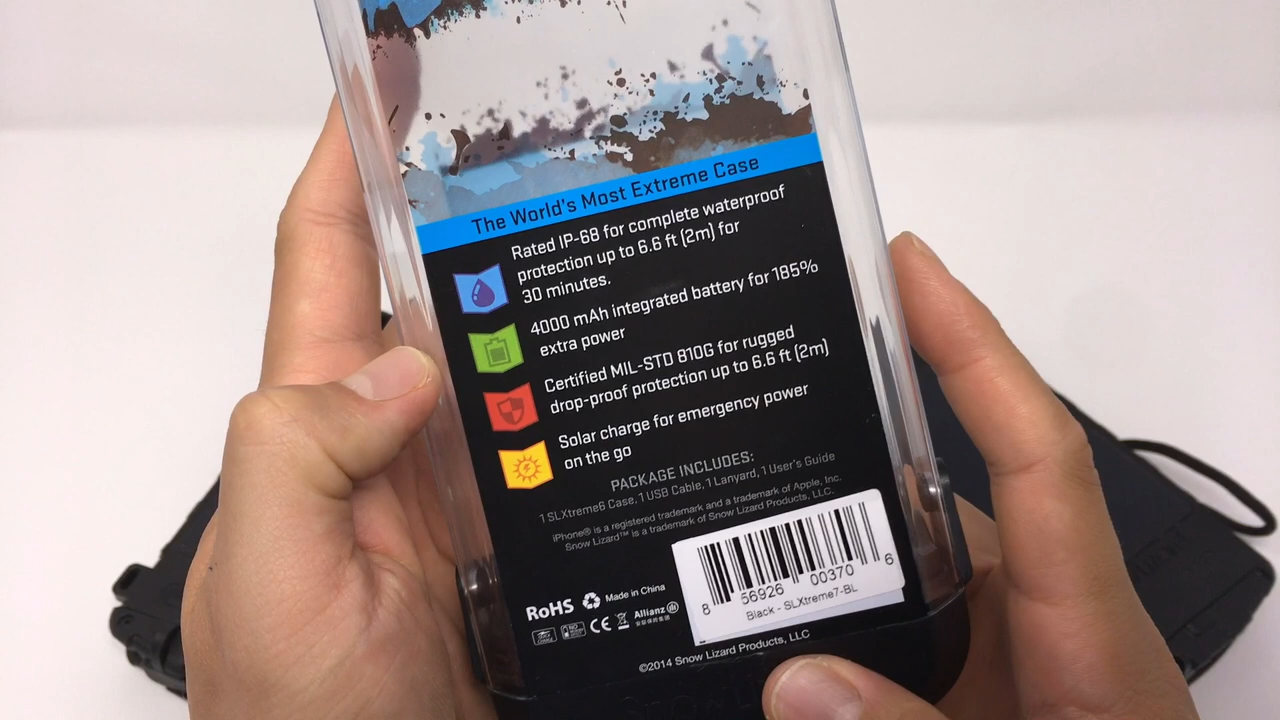 The World's Most Extreme Case
Rated IP-68 for complete waterproof
protection up to 6.6 ft (2m) for
30 minutes.
4000 mAh integrated battery for 185%
extra power
Certified MIL-STD 810G for rugged
drop-proof protection up to 6.6 ft (2m)
Solar charge for emergency power
on the go
PACKAGE INCLUDES:
1 SLXtreme6 Case, 1 USB Cable, 1 Lanyard, 1 User's Guide
iPhone® is a registered trademark and a trademark of Apple, Inc.
Snow Lizard™ is a trademark of Snow Lizard Products, LLC.
8 56926 00370 6
Black - SLXtreme7-BL
RoHS Made in China
CE Allianz
©2014 Snow Lizard Products, LLC